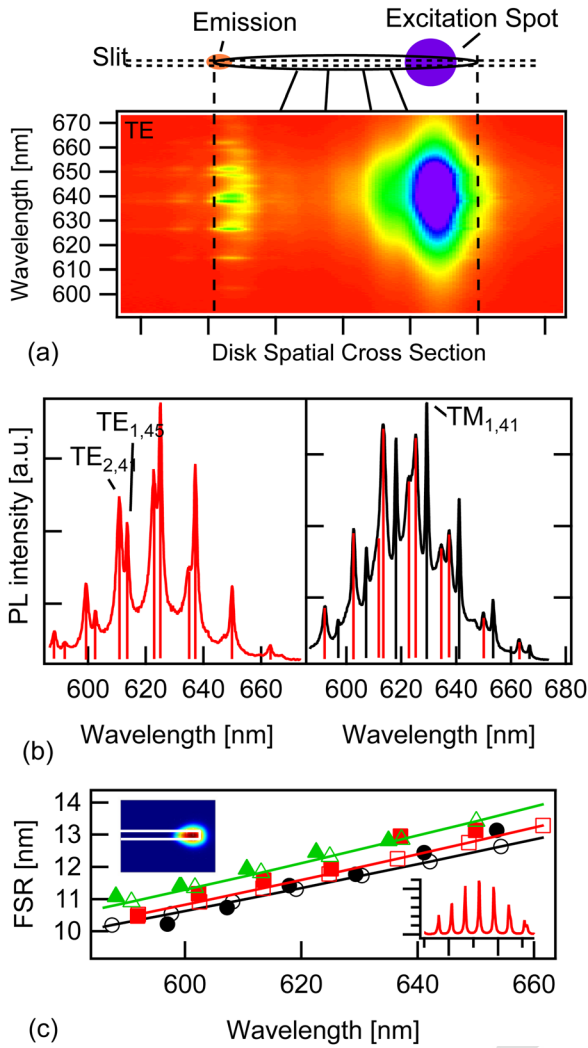 Emission
Excitation Spot
Slit
TE
670
660
650
640
630
620
610
600
Wavelength [nm]
(a)
Disk Spatial Cross Section
TE1,45
TE2,41
TM1,41
PL intensity [a.u.]
600 620 640 660
600 620 640 660 680
Wavelength [nm] Wavelength [nm]
(b)
14
13
12
11
10
FSR [nm]
600 620 640 660
Wavelength [nm]
(c)